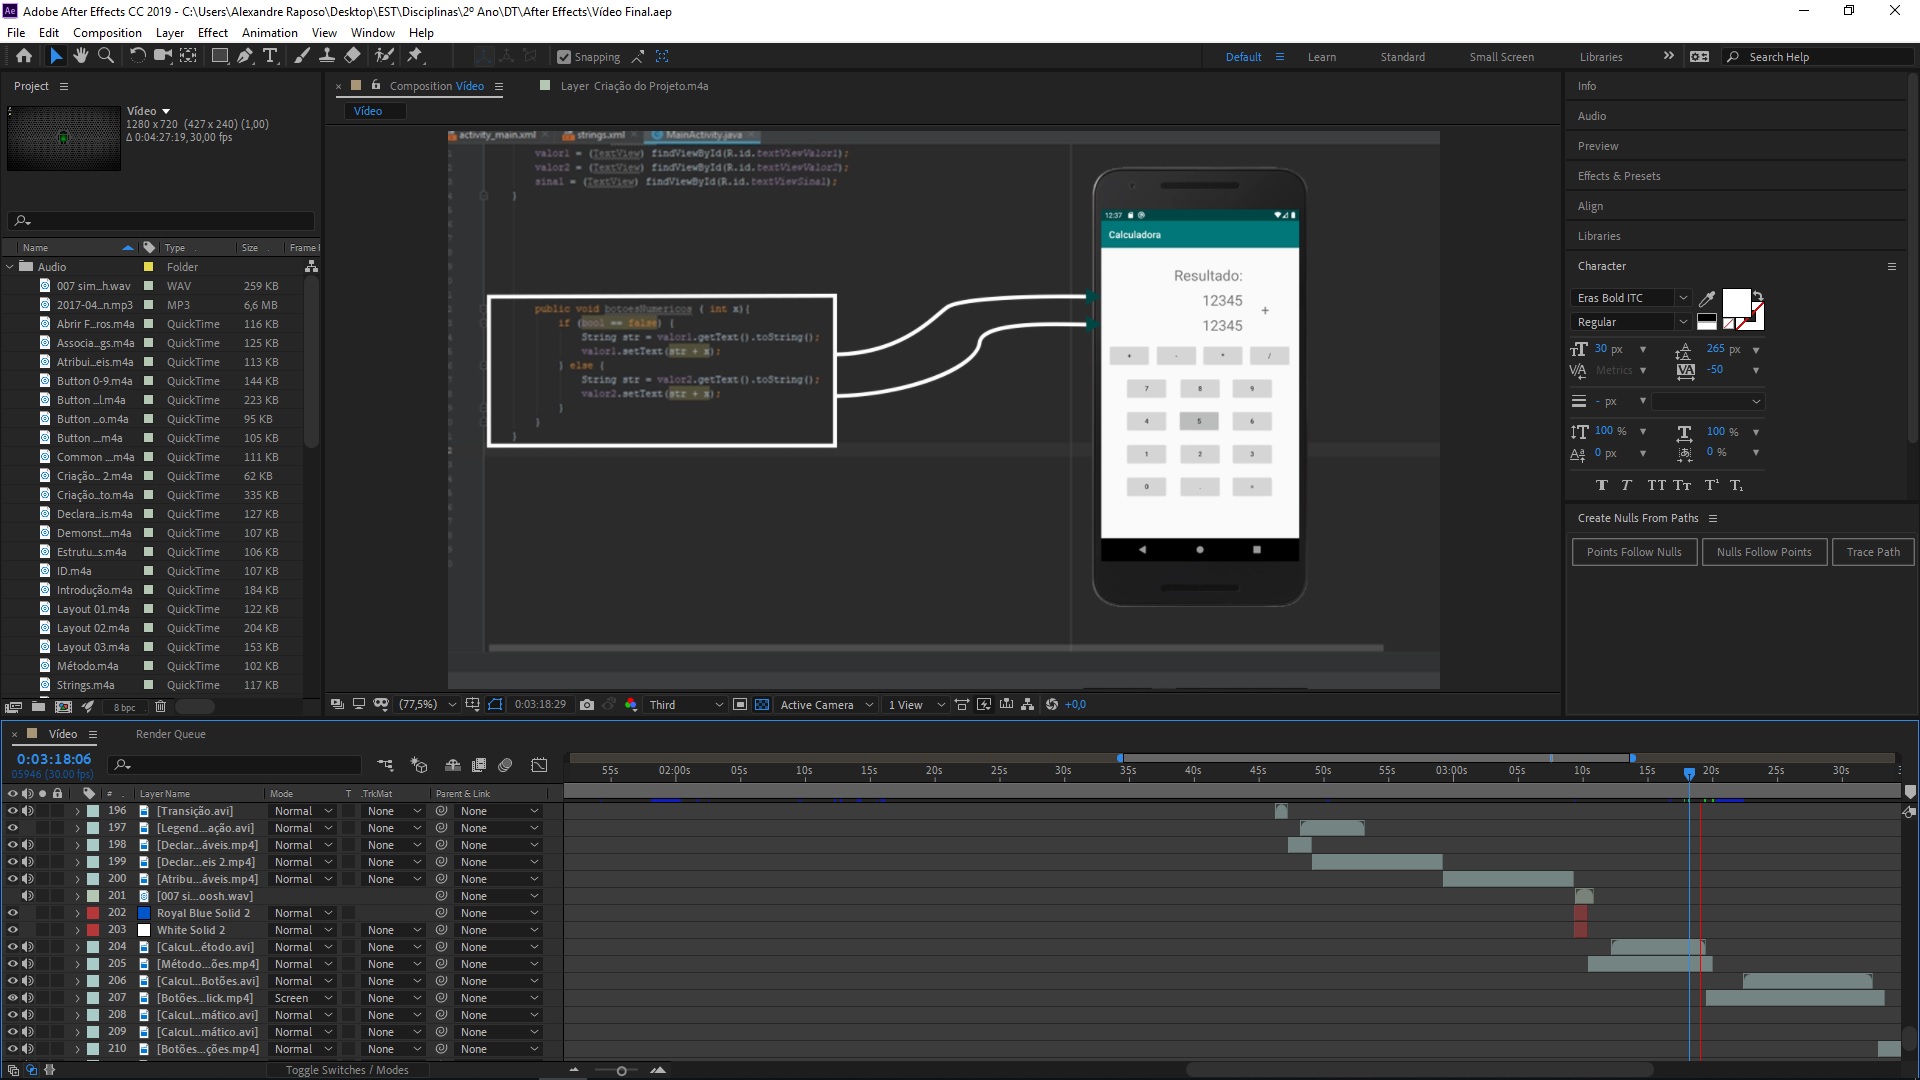 Adobe After Effects CC 2019 - C:\Users\Alexandre Raposo\Desktop\EST\Disciplinas\2º Ano\DT\After Effects\Vídeo Final.aep
File Edit Composition Layer Effect Animation View Window Help
Snapping
Default Learn Standard Small Screen Libraries
Search Help
Project
Vídeo
1280 x 720 (427 x 240) (1,00)
Δ 0:04:27:19, 30,00 fps
Name Type Size Frame
Audio Folder
007 sim...h.wav WAV 259 KB
2017-04...n.mp3 MP3 6,6 MB
Abrir F...ros.m4a QuickTime 116 KB
Associa...gs.m4a QuickTime 125 KB
Atribui...eis.m4a QuickTime 113 KB
Button 0-9.m4a QuickTime 144 KB
Button ...l.m4a QuickTime 223 KB
Button ...o.m4a QuickTime 95 KB
Button ....m4a QuickTime 105 KB
Common ....m4a QuickTime 111 KB
Criação... 2.m4a QuickTime 62 KB
Criação...to.m4a QuickTime 335 KB
Declara...is.m4a QuickTime 127 KB
Demonst....m4a QuickTime 107 KB
Estrutu...s.m4a QuickTime 106 KB
ID.m4a QuickTime 107 KB
Introdução.m4a QuickTime 184 KB
Layout 01.m4a QuickTime 122 KB
Layout 02.m4a QuickTime 204 KB
Layout 03.m4a QuickTime 153 KB
Método.m4a QuickTime 102 KB
Strings.m4a QuickTime 117 KB
8 bpc
Composition Vídeo
Layer Criação do Projeto.m4a
Vídeo
activity_main.xml strings.xml MainActivity.java
valor1 = (TextView) findViewById(R.id.textViewValor1);
valor2 = (TextView) findViewById(R.id.textViewValor2);
sinal = (TextView) findViewById(R.id.textViewSinal);
}
public void botoesNumericos ( int x){
if (bool == false) {
String str = valor1.getText().toString();
valor1.setText(str + x);
} else {
String str = valor2.getText().toString();
valor2.setText(str + x);
}
}
}
12:37
Calculadora
Resultado:
12345
+
12345
+ - * /
7 8 9
4 5 6
1 2 3
0 . =
(77,5%) 0:03:18:29 Third Active Camera 1 View +0,0
Info
Audio
Preview
Effects & Presets
Align
Libraries
Character
Eras Bold ITC
Regular
30 px 265 px
Metrics -50
- px
100 % 100 %
0 px 0 %
T T TT Tт T¹ T₁
Create Nulls From Paths
Points Follow Nulls Nulls Follow Points Trace Path
Vídeo Render Queue
0:03:18:06
05946 (30.00 fps)
55s 02:00s 05s 10s 15s 20s 25s 30s 35s 40s 45s 50s 55s 03:00s 05s 10s 15s 20s 25s 30s
# Layer Name Mode T .TrkMat Parent & Link
196 [Transição.avi] Normal None None
197 [Legend...ação.avi] Normal None None
198 [Declar...áveis.mp4] Normal None None
199 [Declar...eis 2.mp4] Normal None None
200 [Atribu...áveis.mp4] Normal None None
201 [007 si...oosh.wav] None
202 Royal Blue Solid 2 Normal None
203 White Solid 2 Normal None None
204 [Calcul...étodo.avi] Normal None None
205 [Método...ões.mp4] Normal None None
206 [Calcul...Botões.avi] Normal None None
207 [Botões...lick.mp4] Screen None None
208 [Calcul...mático.avi] Normal None None
209 [Calcul...mático.avi] Normal None None
210 [Botões...ções.mp4] Normal None None
Toggle Switches / Modes